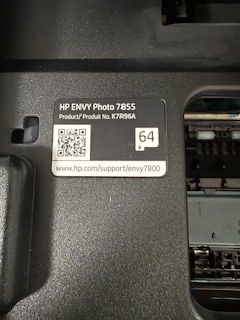 HP ENVY Photo 7855
Product/ Produit No. K7R96A
64
www.hp.com/support/envy7800